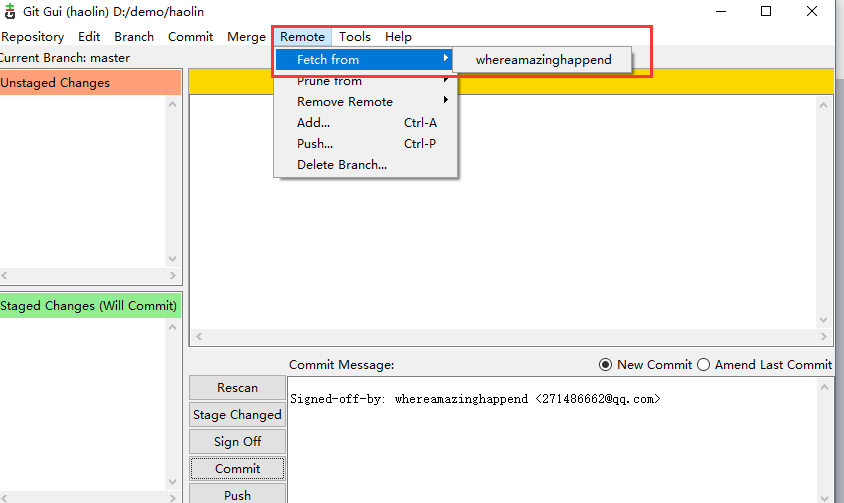 Git Gui (haolin) D:/demo/haolin
Repository Edit Branch Commit Merge Remote Tools Help
Current Branch: master
Fetch from whereamazinghappend
Unstaged Changes
Prune from
Remove Remote
Add... Ctrl-A
Push... Ctrl-P
Delete Branch...
Staged Changes (Will Commit)
Commit Message: New Commit Amend Last Commit
Rescan
Signed-off-by: whereamazinghappend <271486662@qq.com>
Stage Changed
Sign Off
Commit
Push